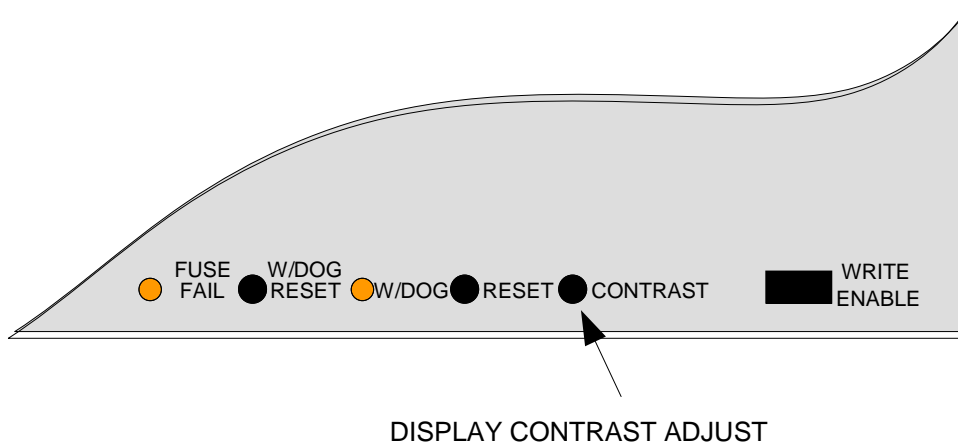 FUSE
FAIL
W/DOG
RESET
W/DOG
RESET
CONTRAST
WRITE
ENABLE
DISPLAY CONTRAST ADJUST